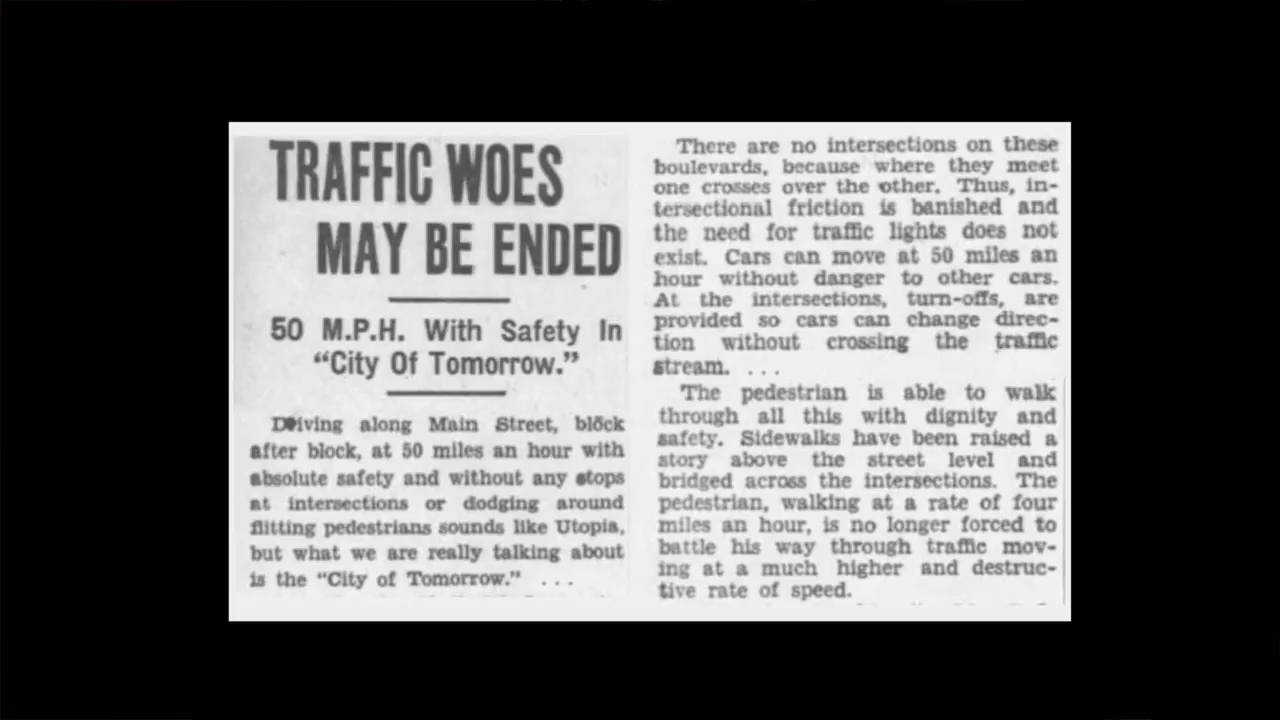 TRAFFIC WOES
MAY BE ENDED
50 M.P.H. With Safety In
“City Of Tomorrow.”
Driving along Main Street, block
after block, at 50 miles an hour with
absolute safety and without any stops
at intersections or dodging around
flitting pedestrians sounds like Utopia,
but what we are really talking about
is the “City of Tomorrow.” ...
There are no intersections on these
boulevards, because where they meet
one crosses over the other. Thus, in-
tersectional friction is banished and
the need for traffic lights does not
exist. Cars can move at 50 miles an
hour without danger to other cars.
At the intersections, turn-offs, are
provided so cars can change direc-
tion without crossing the traffic
stream. ...
The pedestrian is able to walk
through all this with dignity and
safety. Sidewalks have been raised a
story above the street level and
bridged across the intersections. The
pedestrian, walking at a rate of four
miles an hour, is no longer forced to
battle his way through traffic mov-
ing at a much higher and destruc-
tive rate of speed.